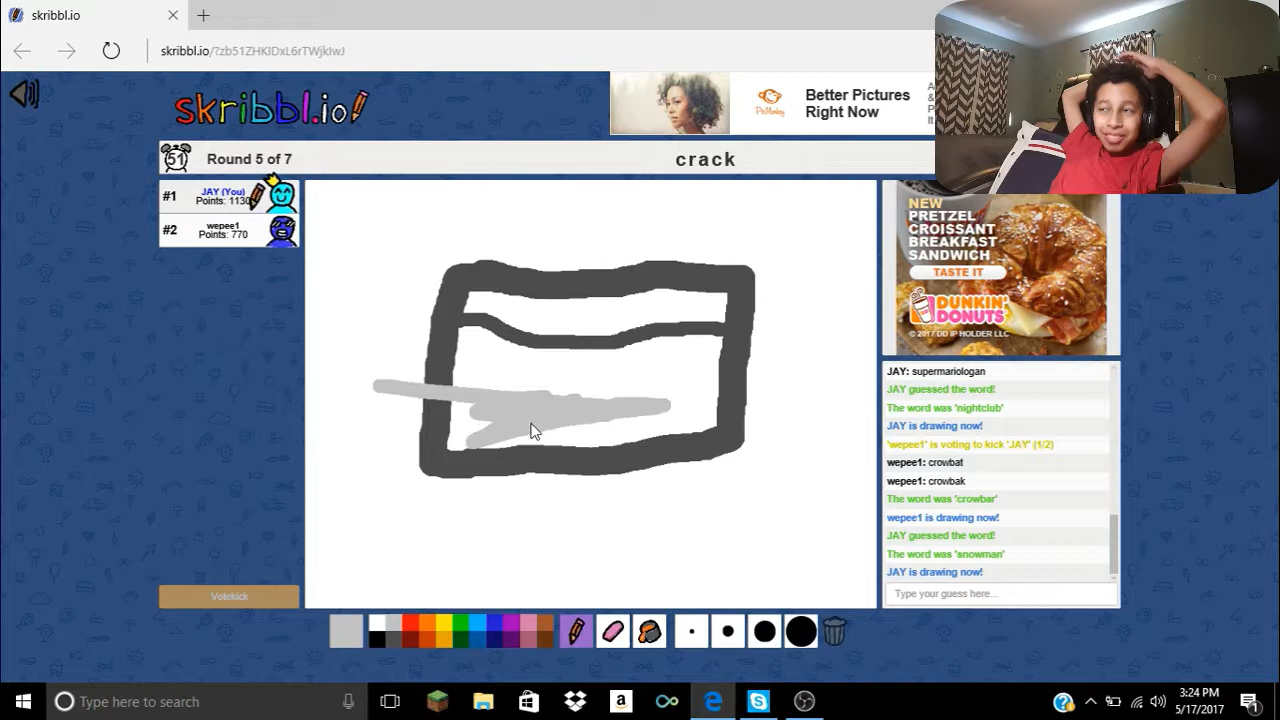 skribbl.io
skribbl.io/?zb51ZHKIDxL6rTWjkIwJ
skribbl.io
Better Pictures
Right Now
PicMonkey
51
Round 5 of 7
crack
#1
JAY (You)
Points: 1130
#2
wepee1
Points: 770
NEW
PRETZEL
CROISSANT
BREAKFAST
SANDWICH
TASTE IT
DUNKIN'
DONUTS
© 2017 DD IP HOLDER LLC
JAY: supermariologan
JAY guessed the word!
The word was 'nightclub'
JAY is drawing now!
'wepee1' is voting to kick 'JAY' (1/2)
wepee1: crowbat
wepee1: crowbak
The word was 'crowbar'
wepee1 is drawing now!
JAY guessed the word!
The word was 'snowman'
JAY is drawing now!
Type your guess here...
Votekick
Type here to search
3:24 PM
5/17/2017